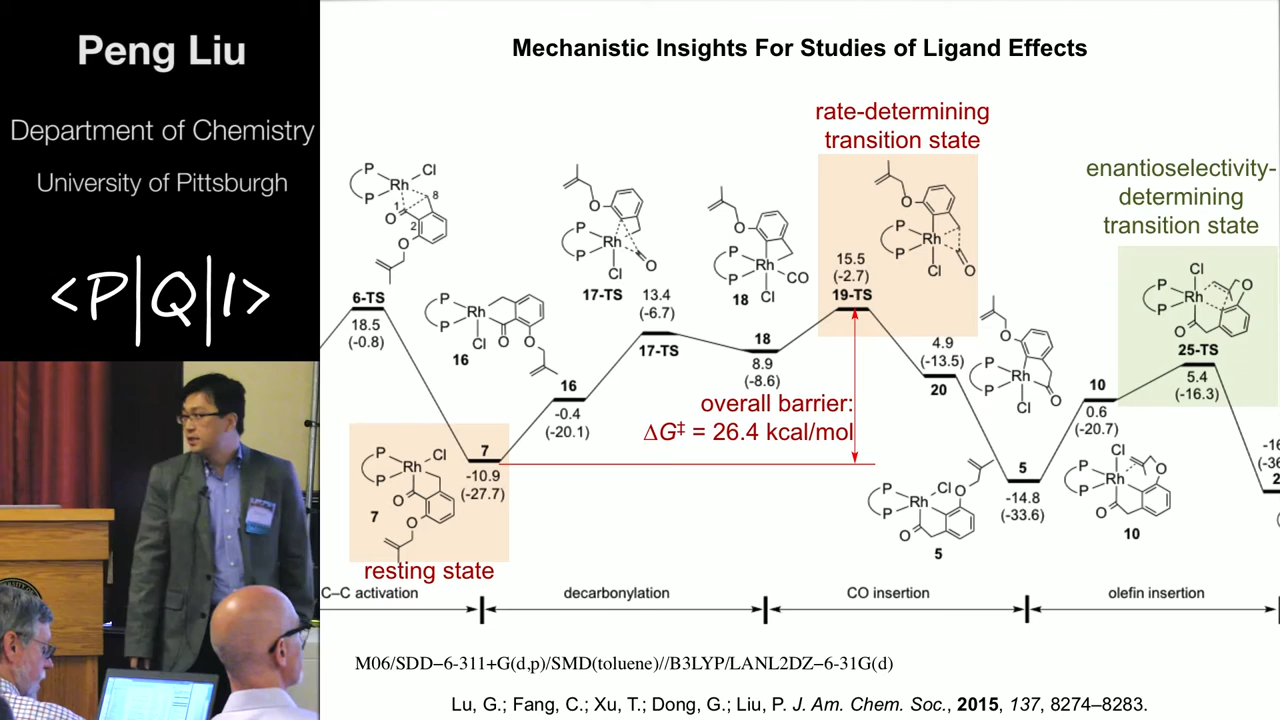 Peng Liu
Department of Chemistry
University of Pittsburgh
<P|Q|1>
Mechanistic Insights For Studies of Ligand Effects
rate-determining
transition state
enantioselectivity-
determining
transition state
P
P
Rh
Cl
1
8
2
O
O
6-TS
18.5
(-0.8)
P
P
Rh
Cl
O
O
16
16
-0.4
(-20.1)
O
P
P
Rh
Cl
O
17-TS
13.4
(-6.7)
17-TS
O
P
P
Rh
CO
Cl
18
18
8.9
(-8.6)
O
P
P
Rh
Cl
O
15.5
(-2.7)
19-TS
4.9
(-13.5)
20
O
P
P
Rh
Cl
O
Cl
P
P
Rh
O
O
25-TS
5.4
(-16.3)
overall barrier:
ΔG‡ = 26.4 kcal/mol
7
-10.9
(-27.7)
P
P
Rh
Cl
O
O
7
resting state
P
P
Rh
Cl
O
O
5
5
-14.8
(-33.6)
10
0.6
(-20.7)
Cl
P
P
Rh
O
O
10
-16
(-36
2
(
C–C activation
decarbonylation
CO insertion
olefin insertion
M06/SDD−6-311+G(d,p)/SMD(toluene)//B3LYP/LANL2DZ−6-31G(d)
Lu, G.; Fang, C.; Xu, T.; Dong, G.; Liu, P. J. Am. Chem. Soc., 2015, 137, 8274–8283.